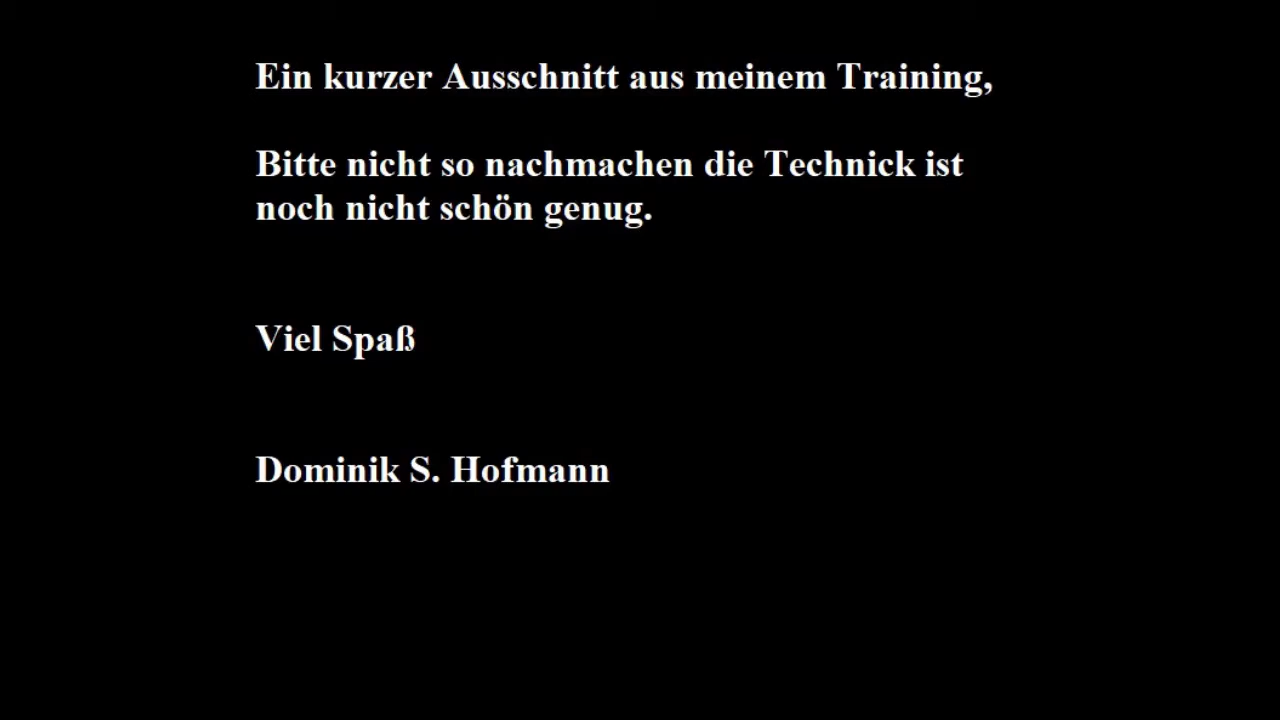 Ein kurzer Ausschnitt aus meinem Training,
Bitte nicht so nachmachen die Technick ist
noch nicht schön genug.
Viel Spaß
Dominik S. Hofmann